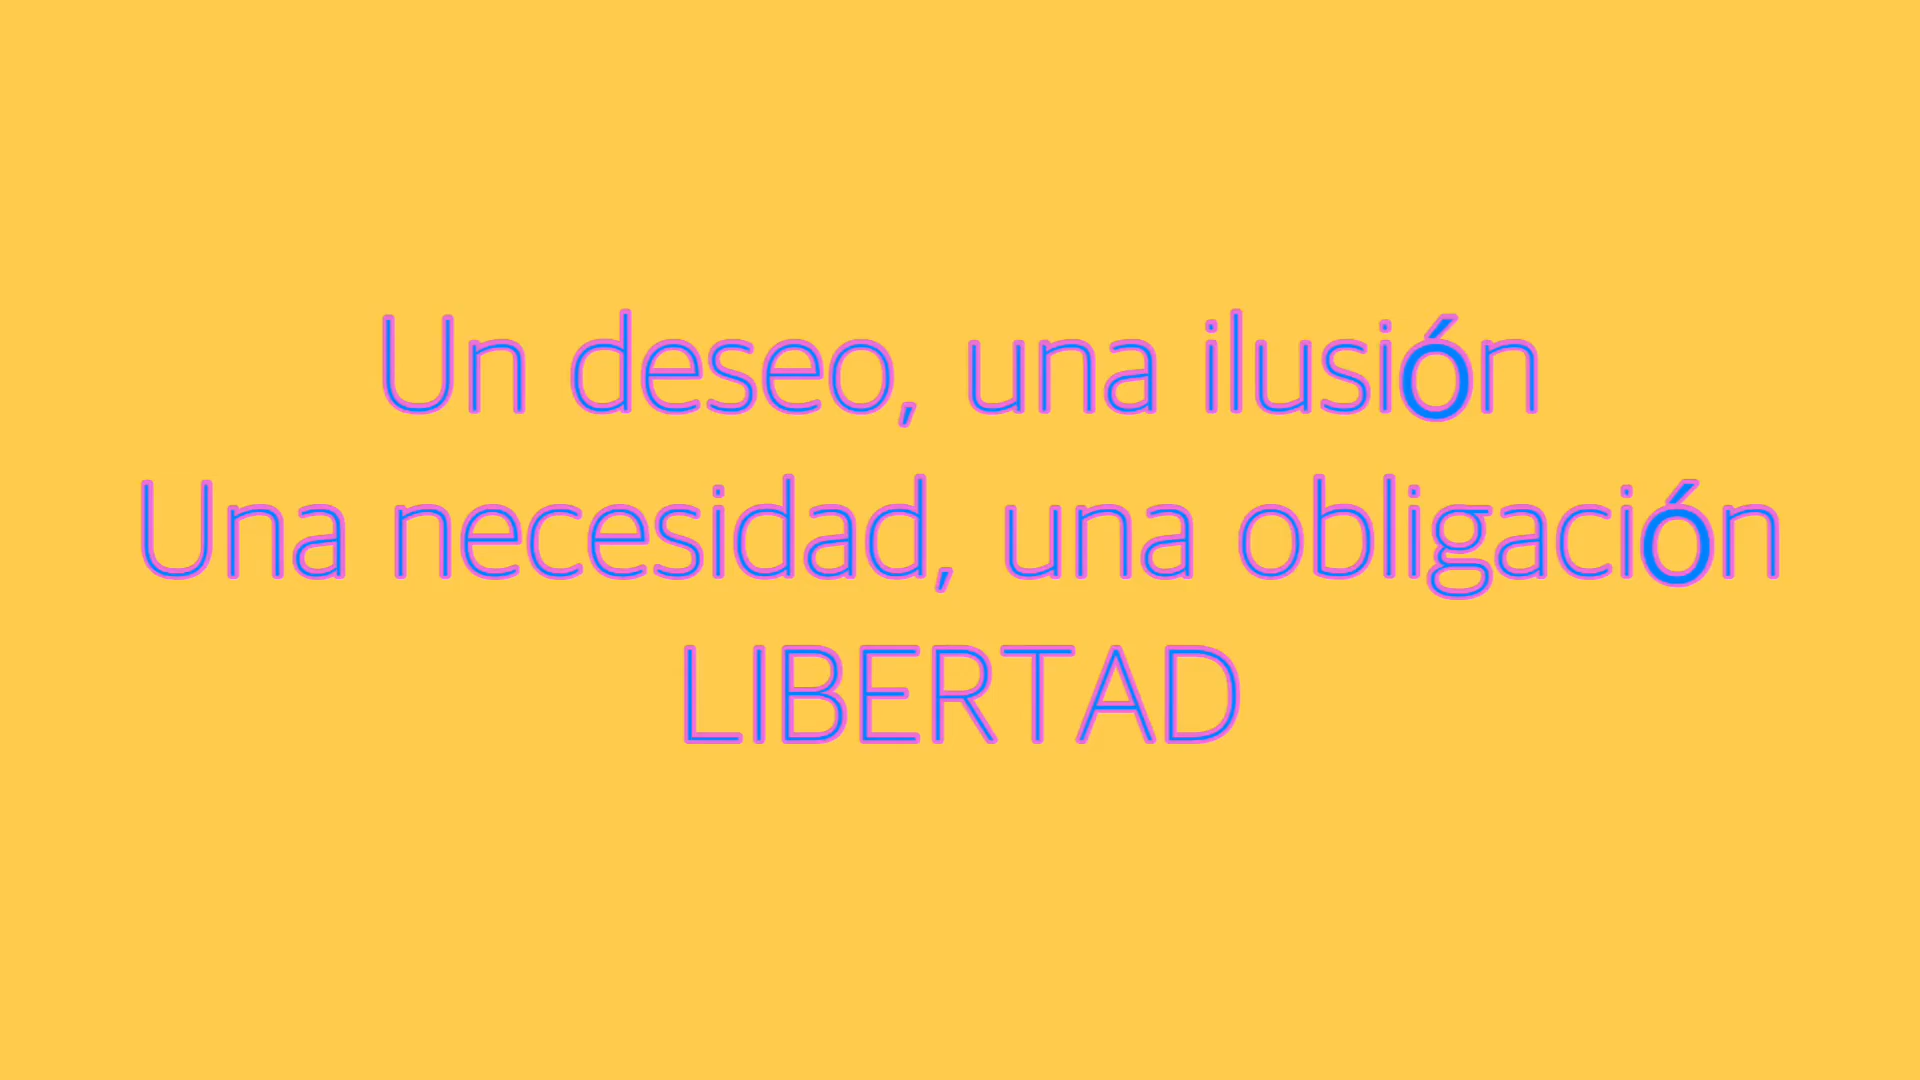 Un deseo, una ilusión
Una necesidad, una obligación
LIBERTAD